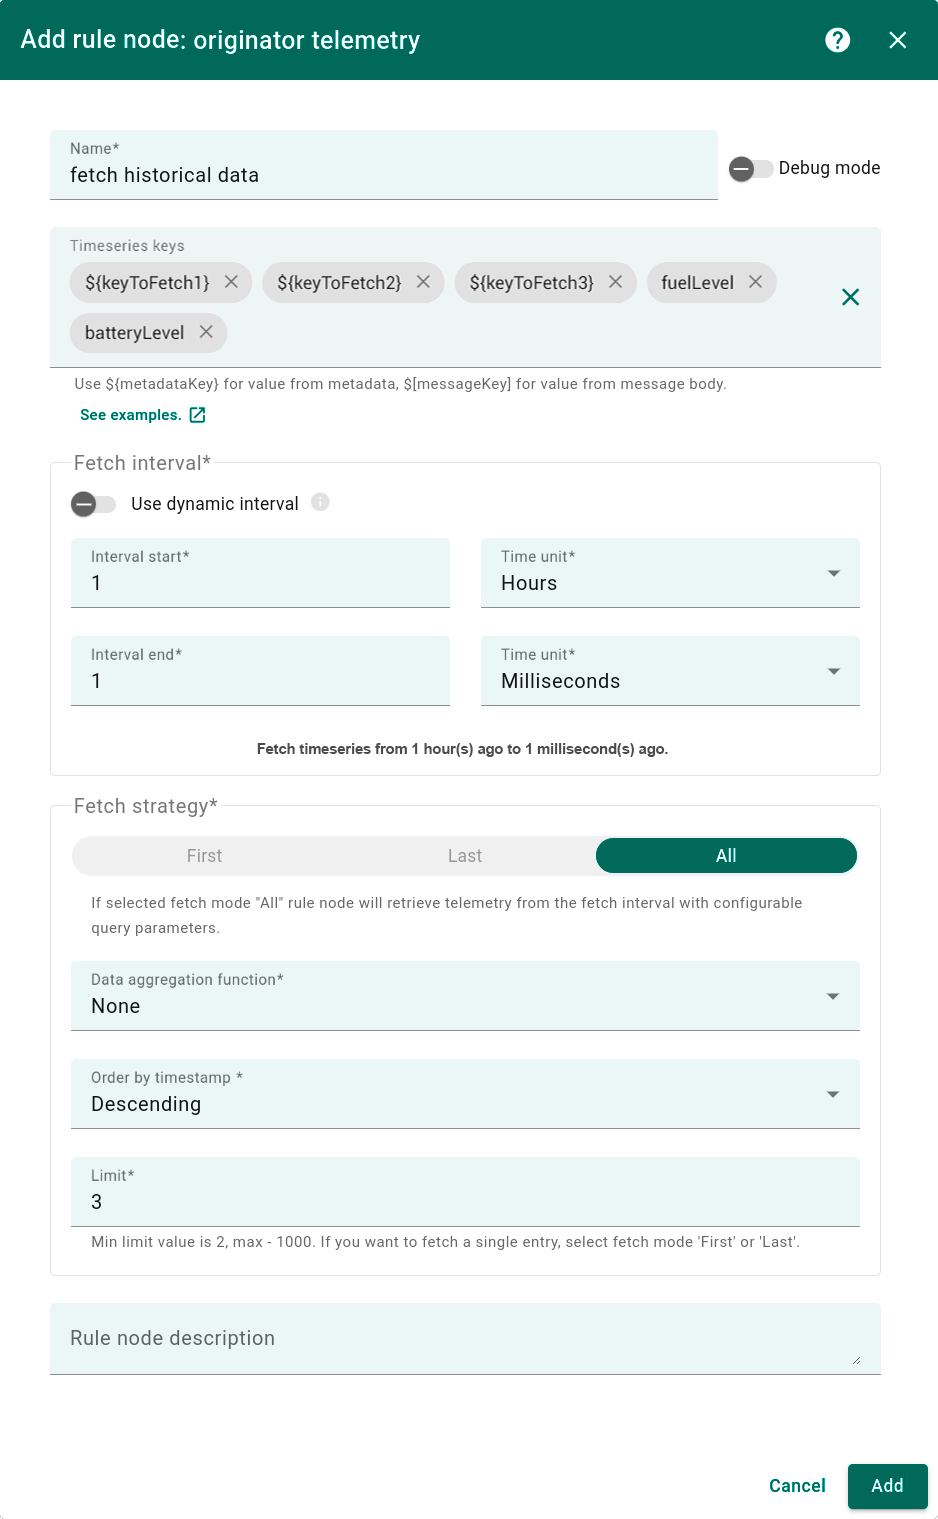 Add rule node: originator telemetry
Name*
fetch historical data
Debug mode
Timeseries keys
${keyToFetch1} ${keyToFetch2} ${keyToFetch3} fuelLevel
batteryLevel
Use ${metadataKey} for value from metadata, $[messageKey] for value from message body.
See examples.
Fetch interval*
Use dynamic interval
Interval start*
1
Time unit*
Hours
Interval end*
1
Time unit*
Milliseconds
Fetch timeseries from 1 hour(s) ago to 1 millisecond(s) ago.
Fetch strategy*
First Last All
If selected fetch mode "All" rule node will retrieve telemetry from the fetch interval with configurable
query parameters.
Data aggregation function*
None
Order by timestamp *
Descending
Limit*
3
Min limit value is 2, max - 1000. If you want to fetch a single entry, select fetch mode 'First' or 'Last'.
Rule node description
Cancel Add